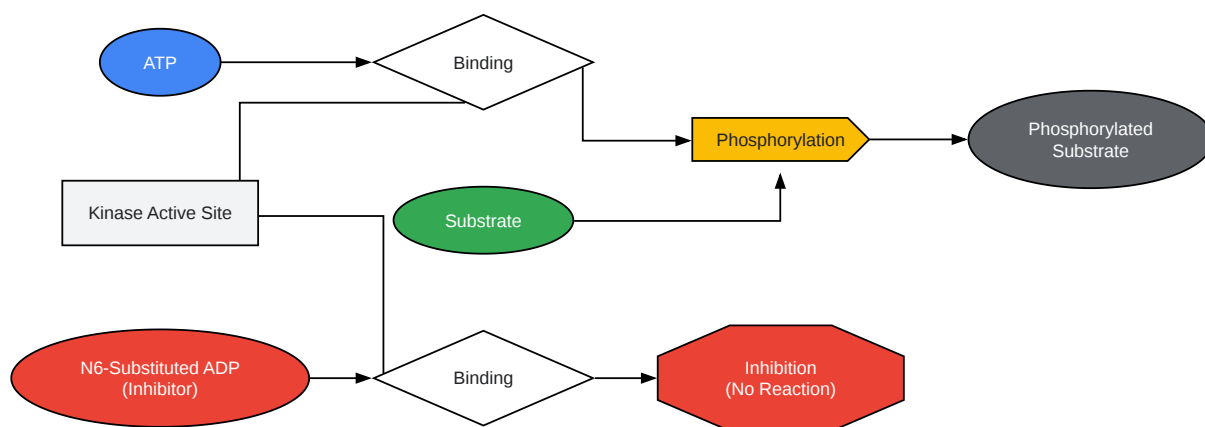 ATP
Binding
Phosphorylation
Phosphorylated
Substrate
Kinase Active Site
Substrate
N6-Substituted ADP
(Inhibitor)
Binding
Inhibition
(No Reaction)